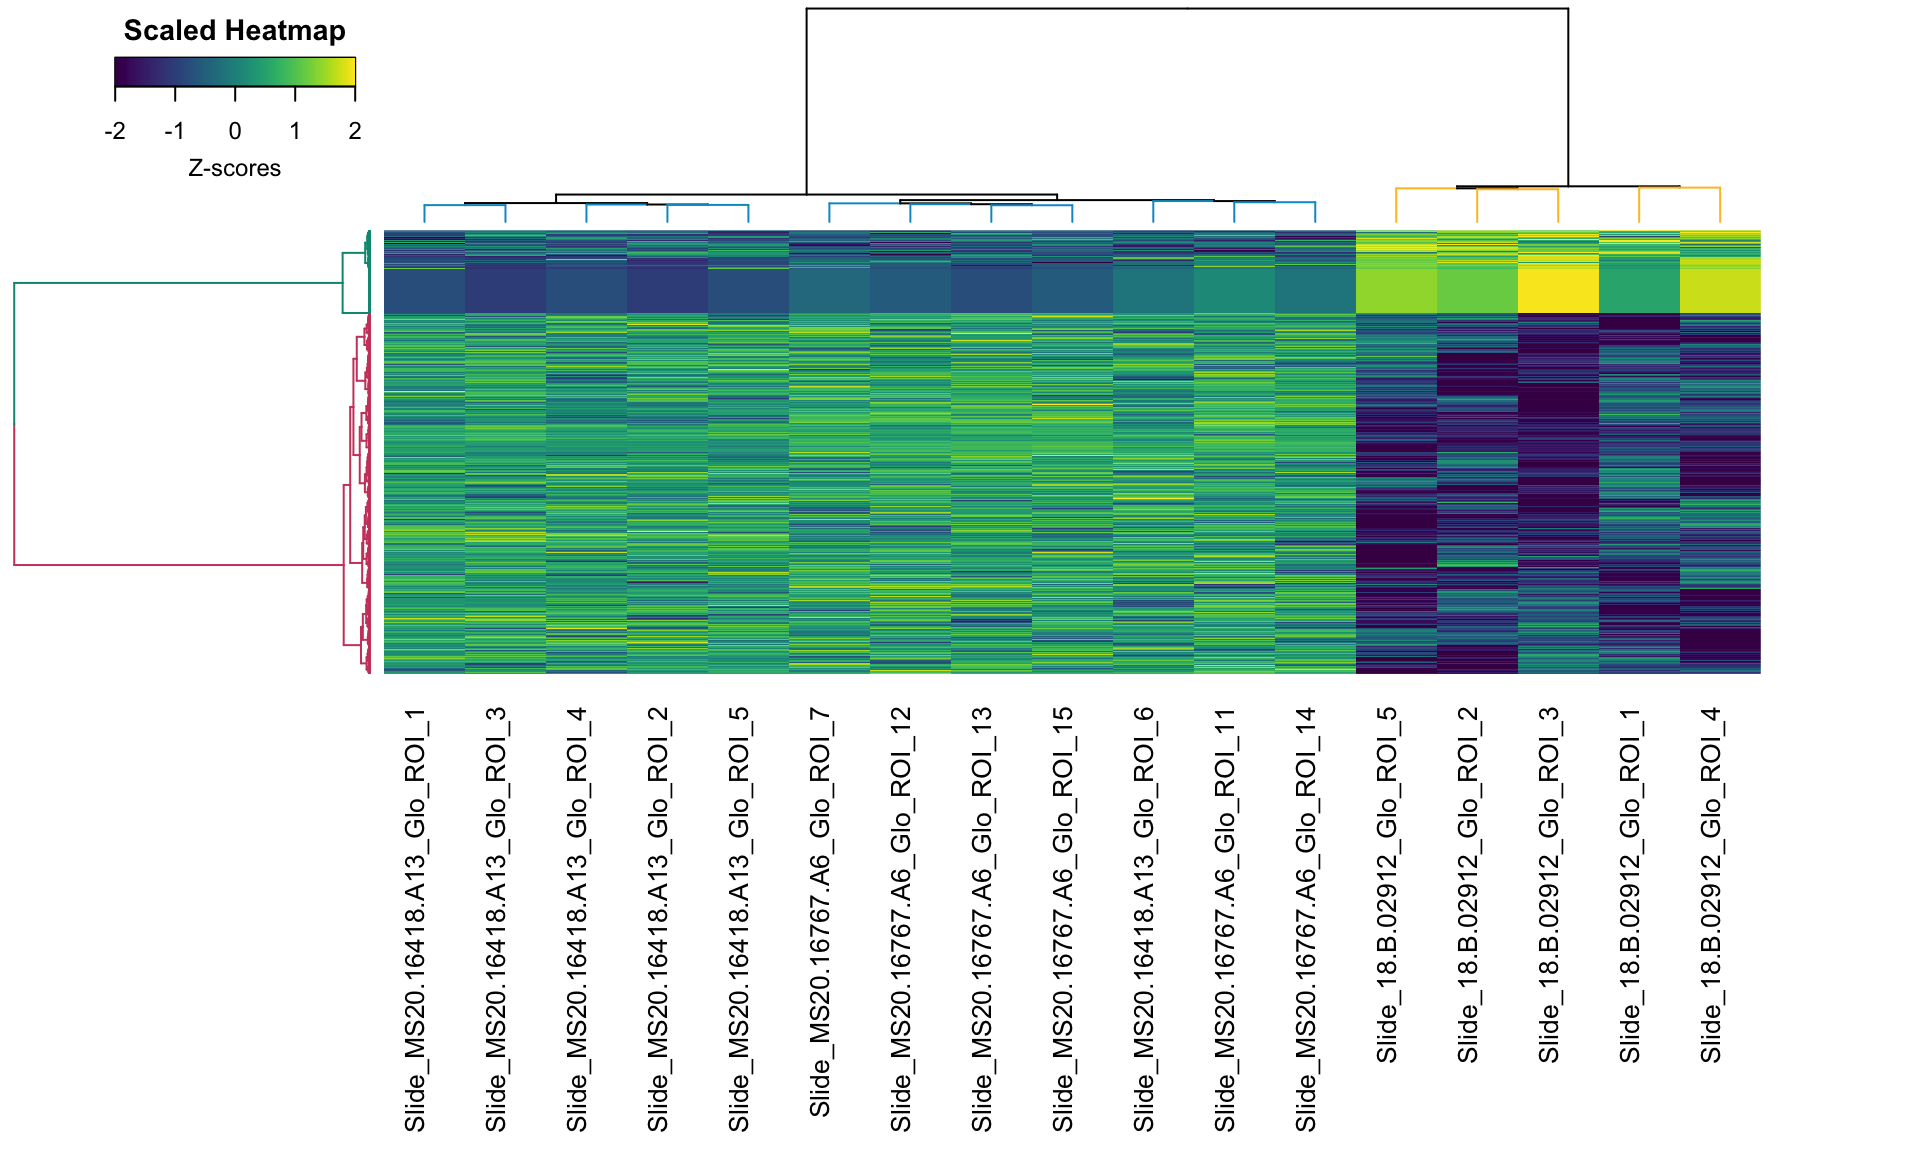 Scaled Heatmap
-2 -1 0 1 2
Z-scores
Slide_MS20.16418.A13_Glo_ROI_1
Slide_MS20.16418.A13_Glo_ROI_3
Slide_MS20.16418.A13_Glo_ROI_4
Slide_MS20.16418.A13_Glo_ROI_2
Slide_MS20.16418.A13_Glo_ROI_5
Slide_MS20.16767.A6_Glo_ROI_7
Slide_MS20.16767.A6_Glo_ROI_12
Slide_MS20.16767.A6_Glo_ROI_13
Slide_MS20.16767.A6_Glo_ROI_15
Slide_MS20.16418.A13_Glo_ROI_6
Slide_MS20.16767.A6_Glo_ROI_11
Slide_MS20.16767.A6_Glo_ROI_14
Slide_18.B.02912_Glo_ROI_5
Slide_18.B.02912_Glo_ROI_2
Slide_18.B.02912_Glo_ROI_3
Slide_18.B.02912_Glo_ROI_1
Slide_18.B.02912_Glo_ROI_4